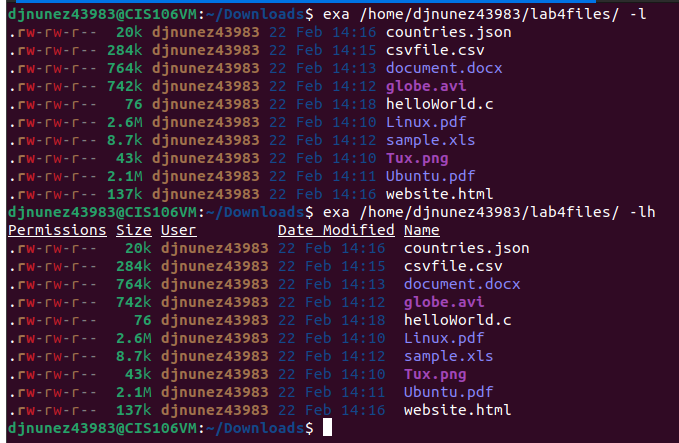 djnunez43983@CIS106VM:~/Downloads$ exa /home/djnunez43983/lab4files/ -l
.rw-rw-r-- 20k djnunez43983 22 Feb 14:16 countries.json
.rw-rw-r-- 284k djnunez43983 22 Feb 14:15 csvfile.csv
.rw-rw-r-- 764k djnunez43983 22 Feb 14:13 document.docx
.rw-rw-r-- 742k djnunez43983 22 Feb 14:12 globe.avi
.rw-rw-r-- 76 djnunez43983 22 Feb 14:18 helloWorld.c
.rw-rw-r-- 2.6M djnunez43983 22 Feb 14:10 Linux.pdf
.rw-rw-r-- 8.7k djnunez43983 22 Feb 14:12 sample.xls
.rw-rw-r-- 43k djnunez43983 22 Feb 14:10 Tux.png
.rw-rw-r-- 2.1M djnunez43983 22 Feb 14:11 Ubuntu.pdf
.rw-rw-r-- 137k djnunez43983 22 Feb 14:16 website.html
djnunez43983@CIS106VM:~/Downloads$ exa /home/djnunez43983/lab4files/ -lh
Permissions Size User Date Modified Name
.rw-rw-r-- 20k djnunez43983 22 Feb 14:16 countries.json
.rw-rw-r-- 284k djnunez43983 22 Feb 14:15 csvfile.csv
.rw-rw-r-- 764k djnunez43983 22 Feb 14:13 document.docx
.rw-rw-r-- 742k djnunez43983 22 Feb 14:12 globe.avi
.rw-rw-r-- 76 djnunez43983 22 Feb 14:18 helloWorld.c
.rw-rw-r-- 2.6M djnunez43983 22 Feb 14:10 Linux.pdf
.rw-rw-r-- 8.7k djnunez43983 22 Feb 14:12 sample.xls
.rw-rw-r-- 43k djnunez43983 22 Feb 14:10 Tux.png
.rw-rw-r-- 2.1M djnunez43983 22 Feb 14:11 Ubuntu.pdf
.rw-rw-r-- 137k djnunez43983 22 Feb 14:16 website.html
djnunez43983@CIS106VM:~/Downloads$